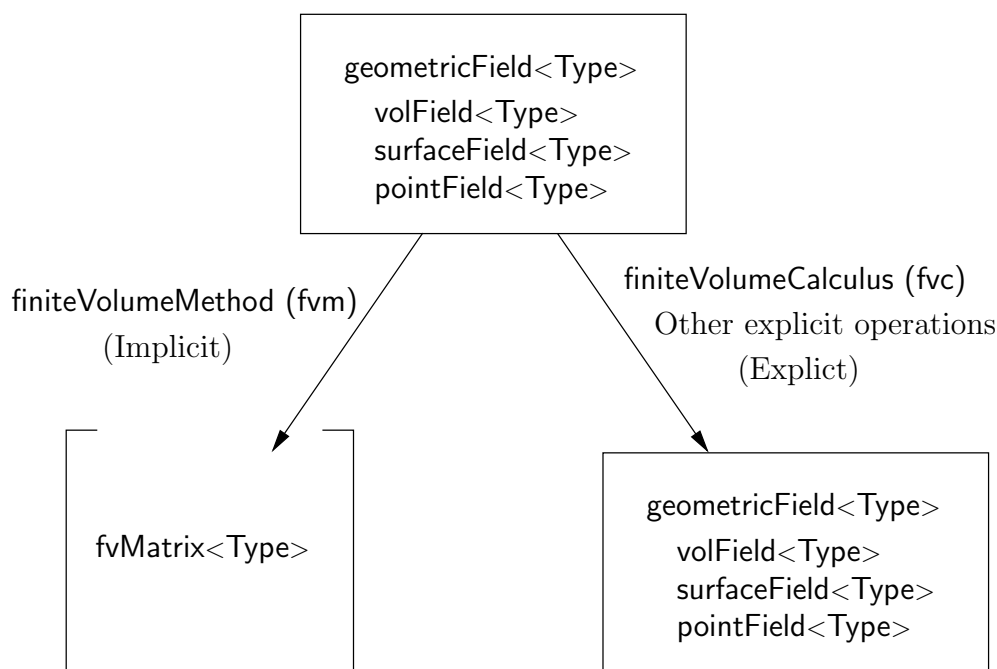 geometricField<Type>
volField<Type>
surfaceField<Type>
pointField<Type>
finiteVolumeMethod (fvm)
(Implicit)
finiteVolumeCalculus (fvc)
Other explicit operations
(Explict)
fvMatrix<Type>
geometricField<Type>
volField<Type>
surfaceField<Type>
pointField<Type>